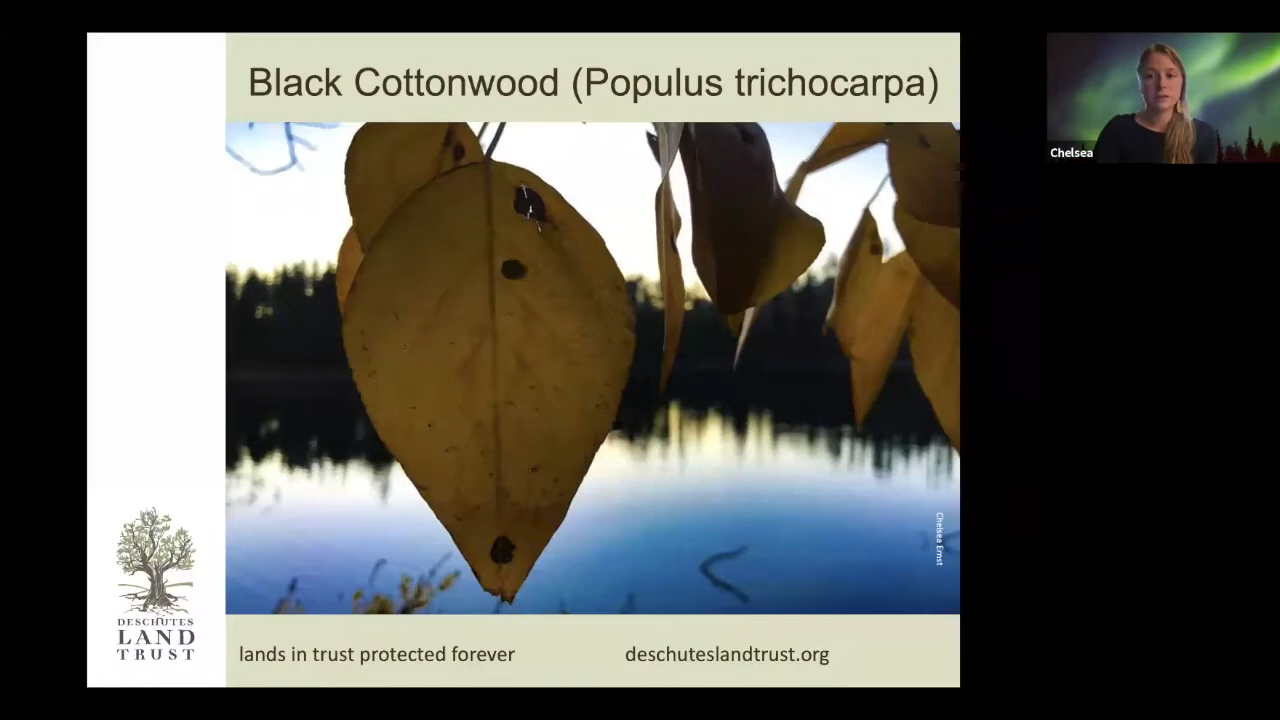 Black Cottonwood (Populus trichocarpa)
Chelsea
Chelsea Ernst
DESCHUTES
LAND
TRUST
lands in trust protected forever
deschuteslandtrust.org